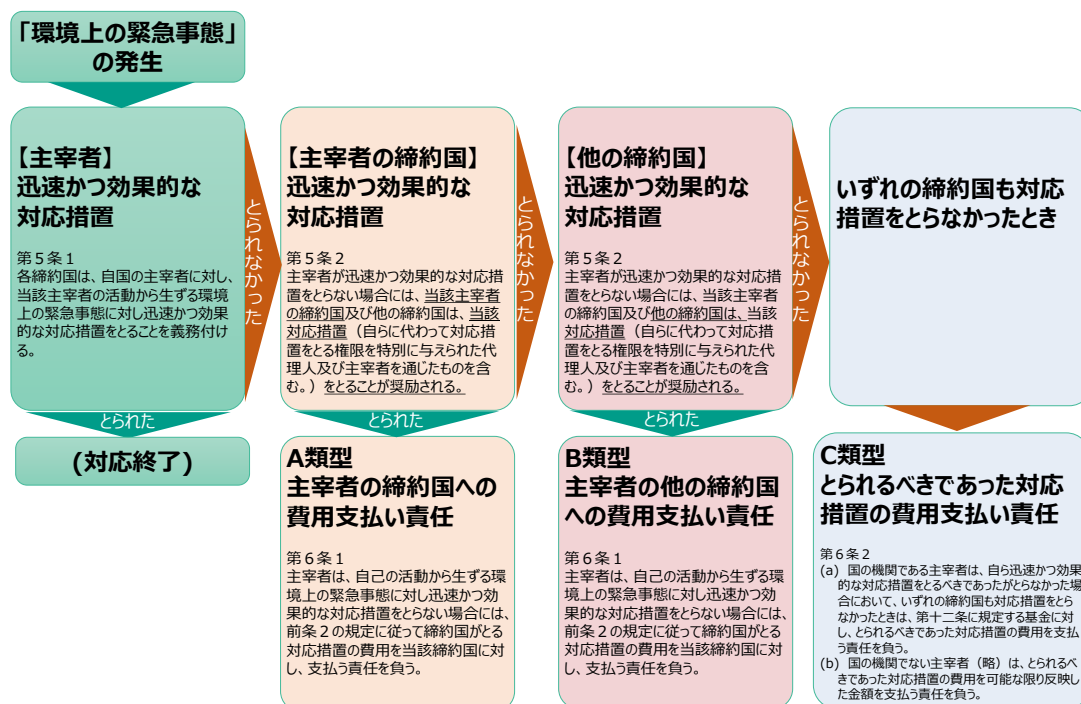 「環境上の緊急事態」
の発生
【主宰者】
迅速かつ効果的な
対応措置
第５条１
各締約国は、自国の主宰者に対し、
当該主宰者の活動から生ずる環境
上の緊急事態に対し迅速かつ効果
的な対応措置をとることを義務付け
る。
とられなかった
とられた
(対応終了)
【主宰者の締約国】
迅速かつ効果的な
対応措置
第５条２
主宰者が迅速かつ効果的な対応措
置をとらない場合には、当該主宰者
の締約国及び他の締約国は、当該
対応措置（自らに代わって対応措
置をとる権限を特別に与えられた代
理人及び主宰者を通じたものを含
む。）をとることが奨励される。
とられなかった
とられた
A類型
主宰者の締約国への
費用支払い責任
第６条１
主宰者は、自己の活動から生ずる環
境上の緊急事態に対し迅速かつ効
果的な対応措置をとらない場合には、
前条２の規定に従って締約国がとる
対応措置の費用を当該締約国に対
し、支払う責任を負う。
【他の締約国】
迅速かつ効果的な
対応措置
第５条２
主宰者が迅速かつ効果的な対応措
置をとらない場合には、当該主宰者
の締約国及び他の締約国は、当該
対応措置（自らに代わって対応措
置をとる権限を特別に与えられた代
理人及び主宰者を通じたものを含
む。）をとることが奨励される。
とられなかった
とられた
B類型
主宰者の他の締約国
への費用支払い責任
第６条１
主宰者は、自己の活動から生ずる環
境上の緊急事態に対し迅速かつ効
果的な対応措置をとらない場合には、
前条２の規定に従って締約国がとる
対応措置の費用を当該締約国に対
し、支払う責任を負う。
いずれの締約国も対応
措置をとらなかったとき
C類型
とられるべきであった対応
措置の費用支払い責任
第６条２
(a) 国の機関である主宰者は、自ら迅速かつ効果
的な対応措置をとるべきであったがとらなかった場
合において、いずれの締約国も対応措置をとら
なかったときは、第十二条に規定する基金に対
し、とられるべきであった対応措置の費用を支払
う責任を負う。
(b) 国の機関でない主宰者（略）は、とられるべ
きであった対応措置の費用を可能な限り反映し
た金額を支払う責任を負う。